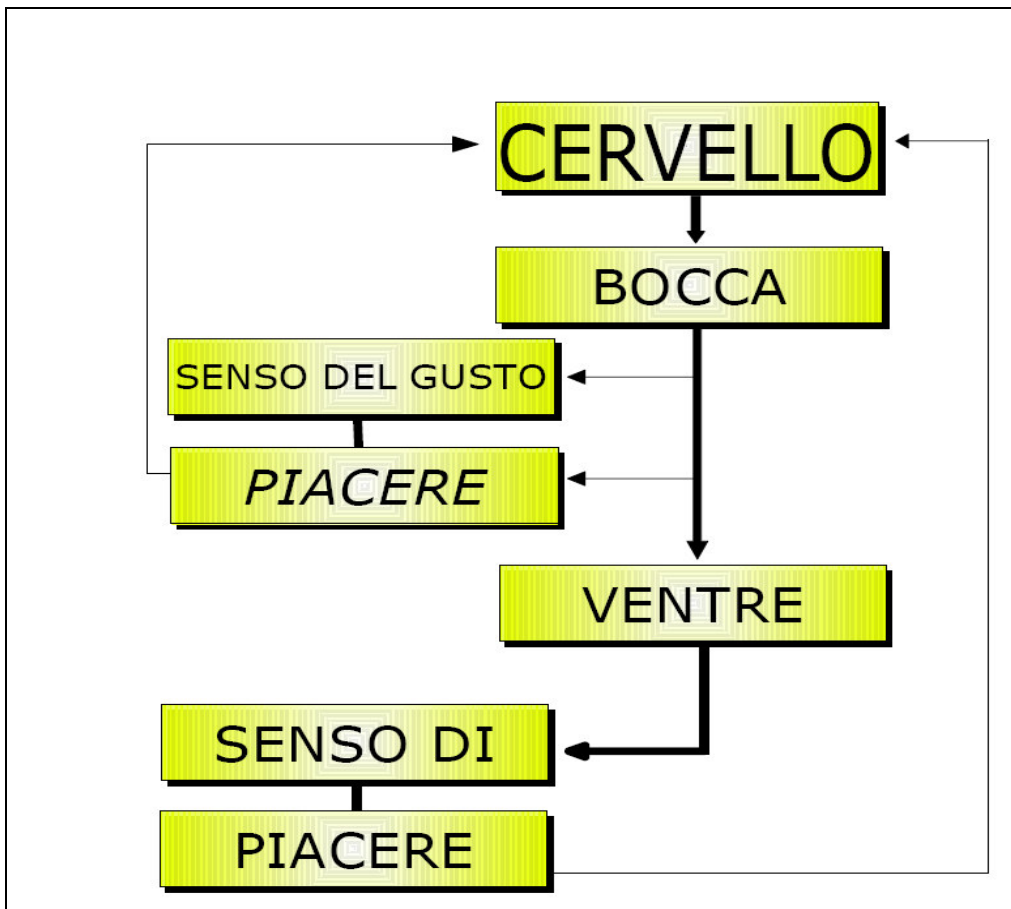 CERVELLO
BOCCA
SENSO DEL GUSTO
PIACERE
VENTRE
SENSO DI
PIACERE